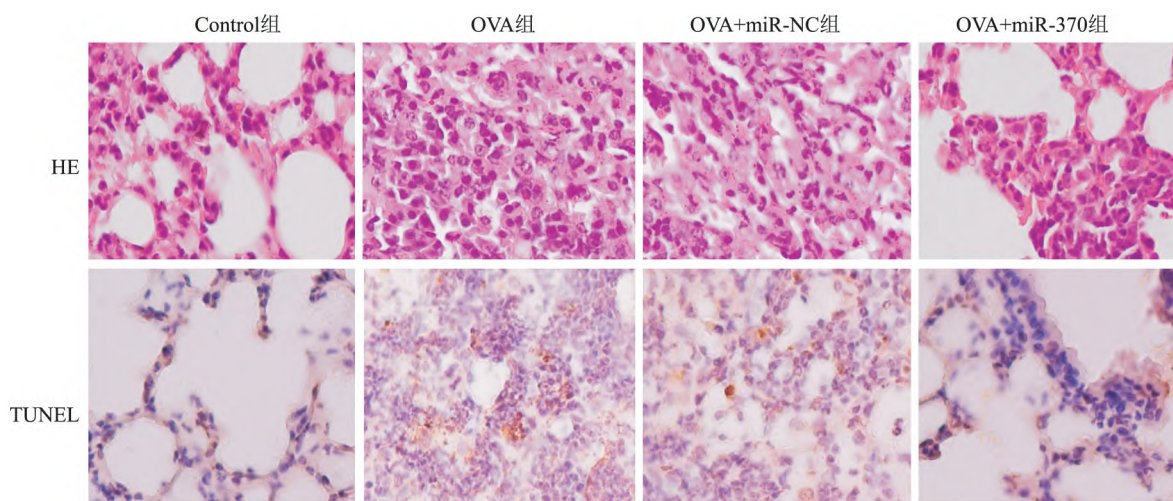 Control组 OVA组 OVA+miR-NC组 OVA+miR-370组
HE
TUNEL